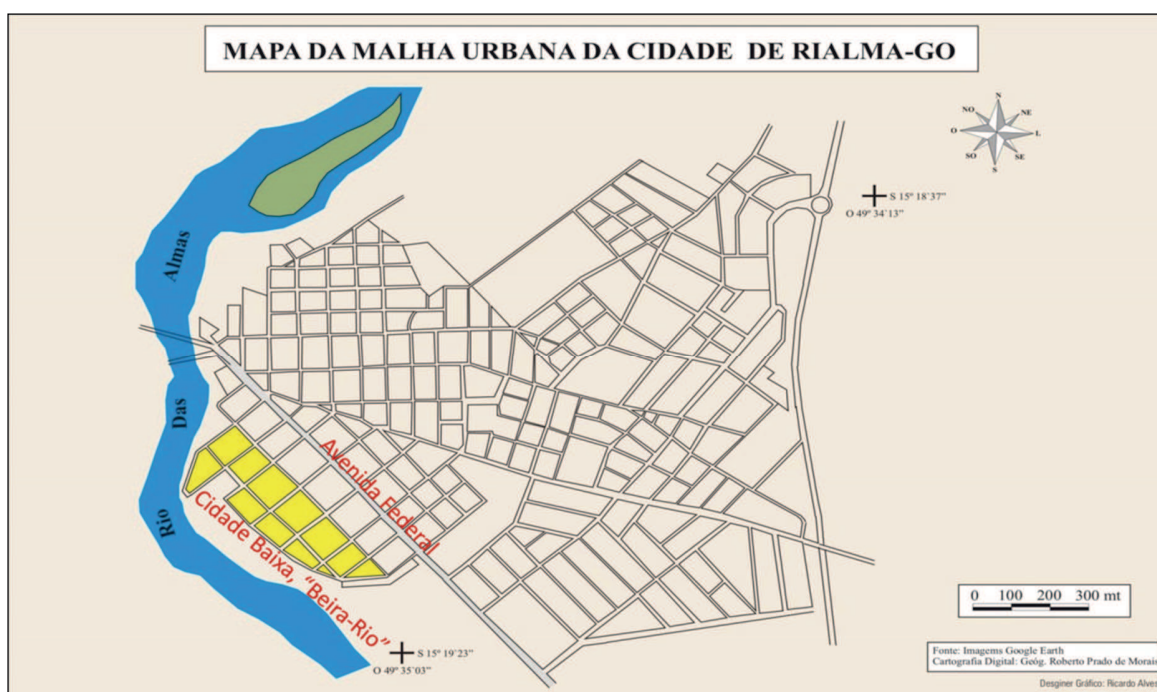 MAPA DA MALHA URBANA DA CIDADE DE RIALMA-GO
N
NO
NE
O
L
SO
SE
S
S 15º 18`37”
O 49º 34`13”
Rio Das Almas
Avenida Federal
Cidade Baixa, “Beira-Rio”
S 15º 19`23”
O 49º 35`03”
0 100 200 300 mt
Fonte: Imagems Google Earth
Cartografia Digital: Geóg. Roberto Prado de Morais
Desginer Gráfico: Ricardo Alves